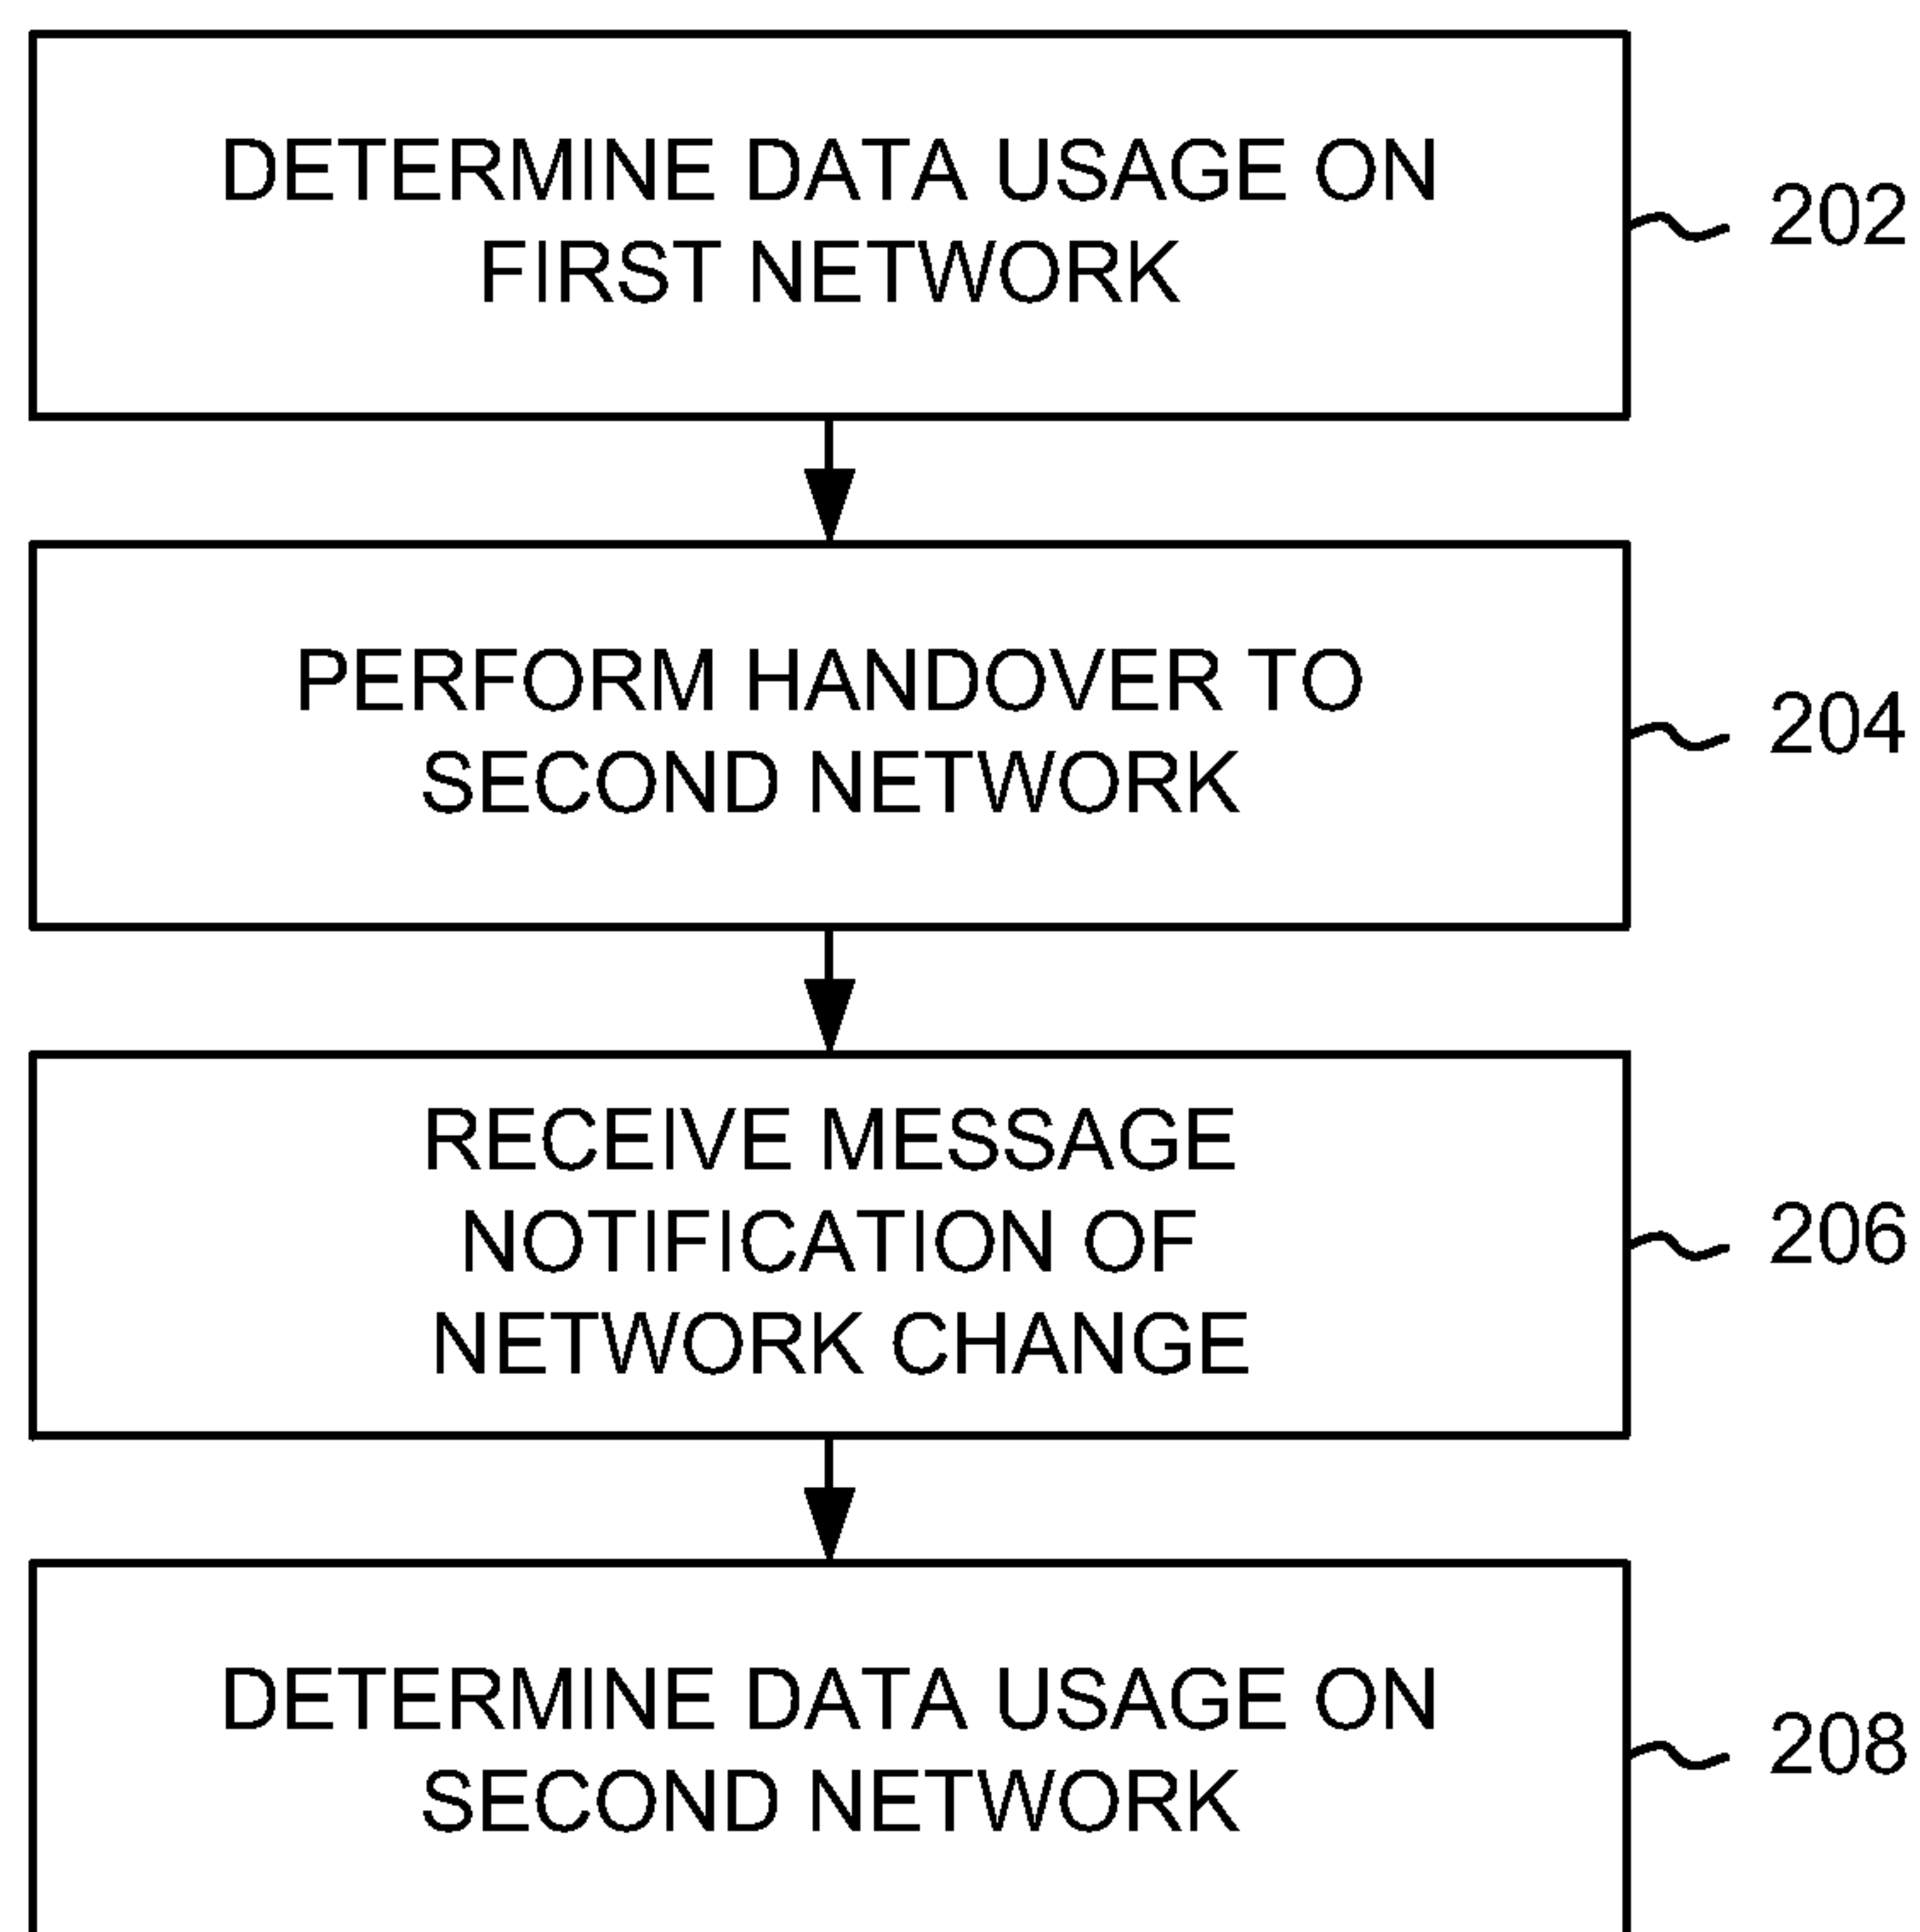 DETERMINE DATA USAGE ON
FIRST NETWORK
202
PERFORM HANDOVER TO
SECOND NETWORK
204
RECEIVE MESSAGE
NOTIFICATION OF
NETWORK CHANGE
206
DETERMINE DATA USAGE ON
SECOND NETWORK
208